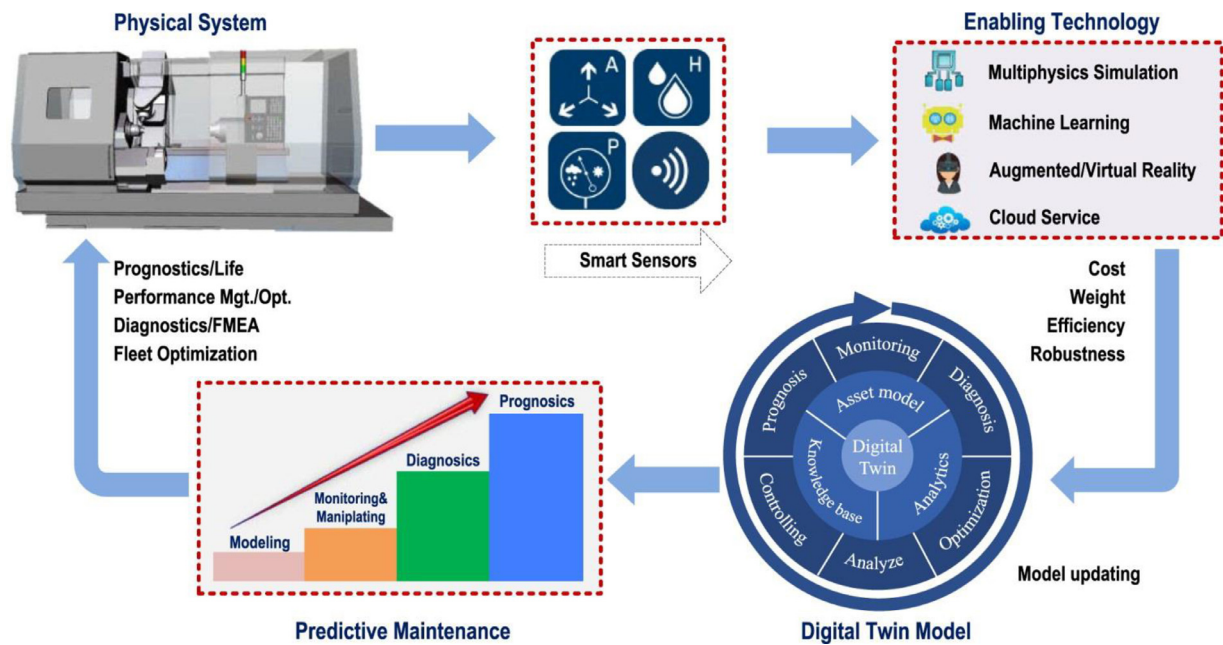 Physical System
Enabling Technology
A
H
P
Multiphysics Simulation
Machine Learning
Augmented/Virtual Reality
Cloud Service
Smart Sensors
Prognostics/Life
Performance Mgt./Opt.
Diagnostics/FMEA
Fleet Optimization
Cost
Weight
Efficiency
Robustness
Monitoring
Diagnosis
Optimization
Analyze
Controlling
Prognosis
Asset model
Analytics
Knowledge base
Digital
Twin
Model updating
Prognosics
Diagnosics
Monitoring&
Maniplating
Modeling
Predictive Maintenance
Digital Twin Model